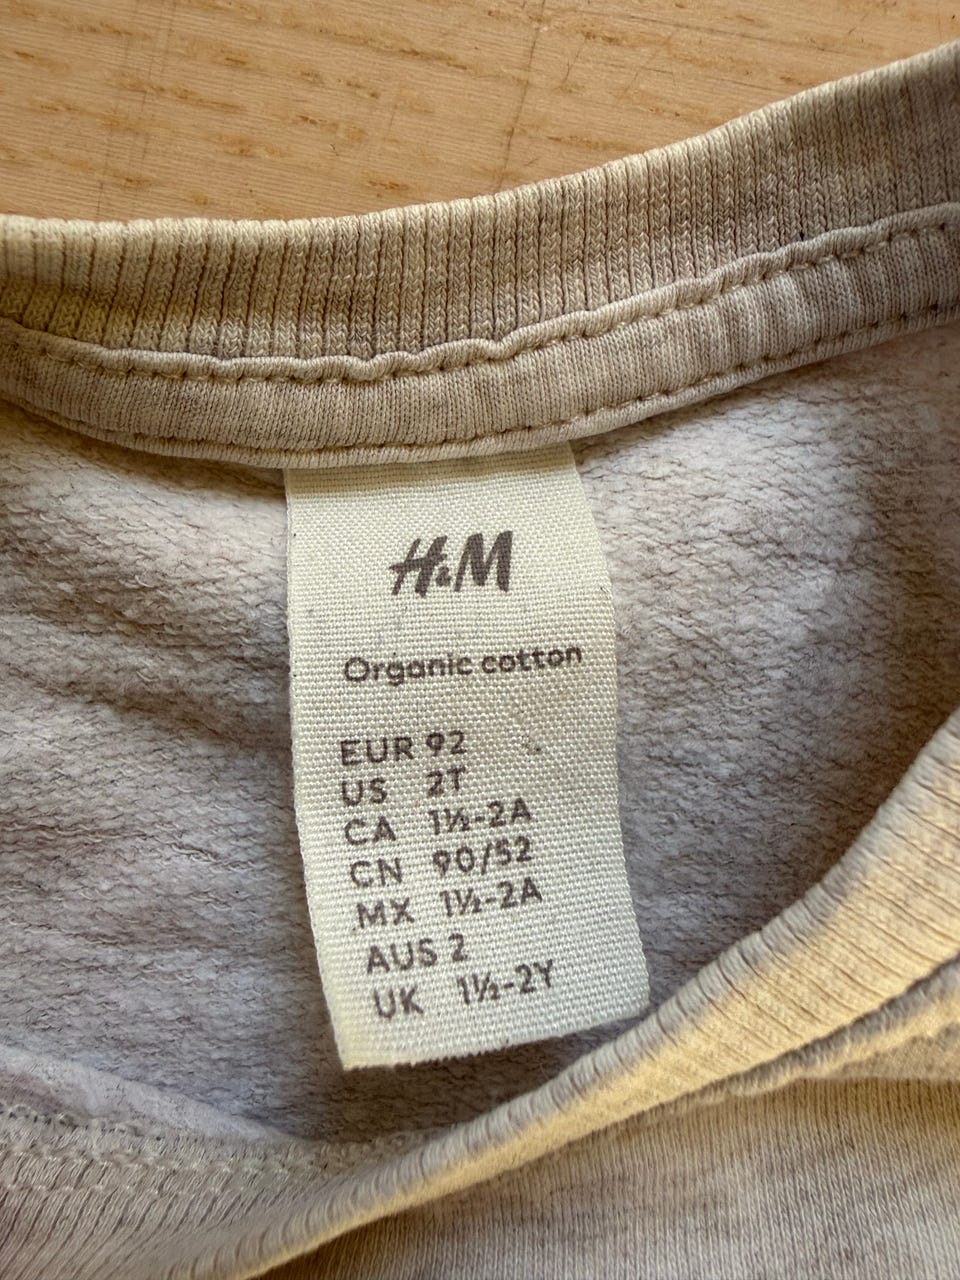 H&M
Organic cotton
EUR 92
US 2T
CA 1½-2A
CN 90/52
MX 1½-2A
AUS 2
UK 1½-2Y